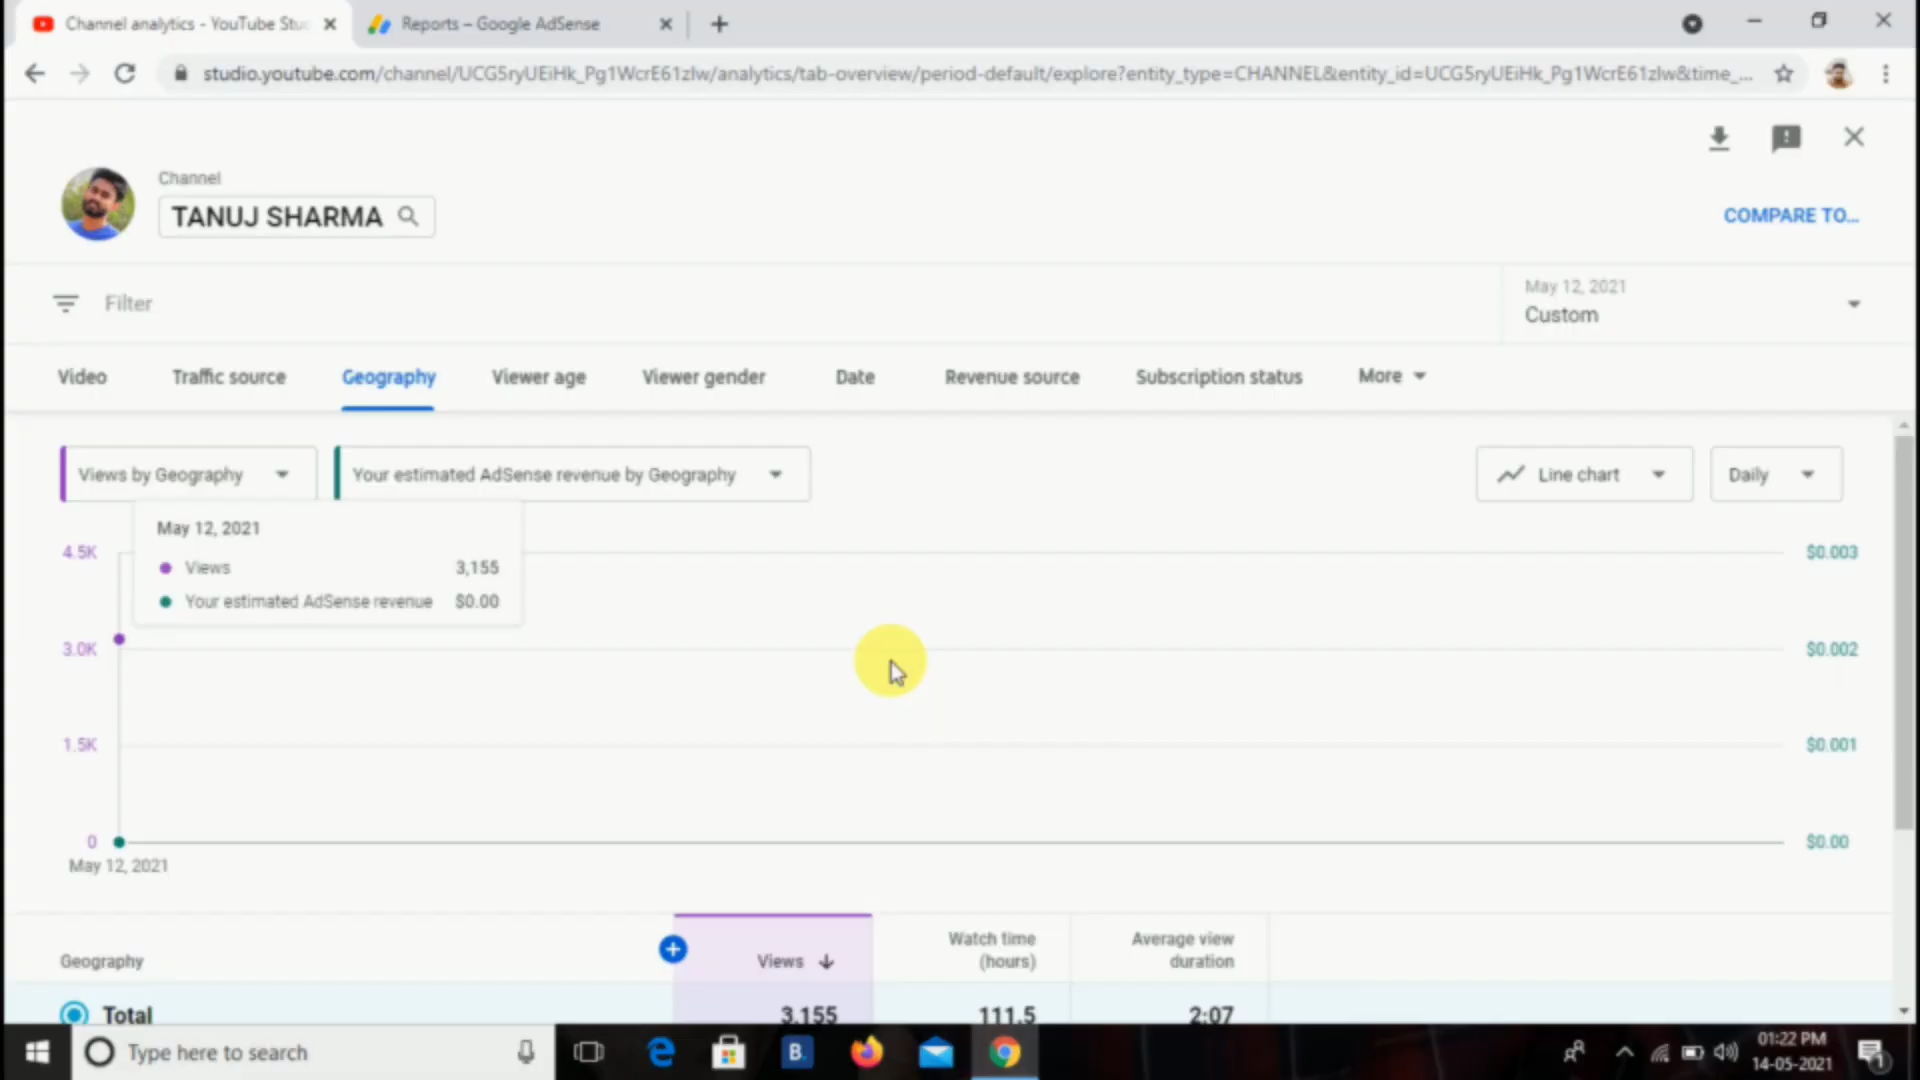 Channel analytics - YouTube Stu
Reports – Google AdSense
studio.youtube.com/channel/UCG5ryUEiHk_Pg1WcrE61zlw/analytics/tab-overview/period-default/explore?entity_type=CHANNEL&entity_id=UCG5ryUEiHk_Pg1WcrE61zlw&time_...
Channel
TANUJ SHARMA
COMPARE TO...
Filter
May 12, 2021
Custom
Video Traffic source Geography Viewer age Viewer gender Date Revenue source Subscription status More
Views by Geography Your estimated AdSense revenue by Geography Line chart Daily
May 12, 2021
Views 3,155
Your estimated AdSense revenue $0.00
4.5K $0.003
3.0K $0.002
1.5K $0.001
0 $0.00
May 12, 2021
Geography Views Watch time (hours) Average view duration
Total 3,155 111.5 2:07
Type here to search
B.
01:22 PM
14-05-2021
1